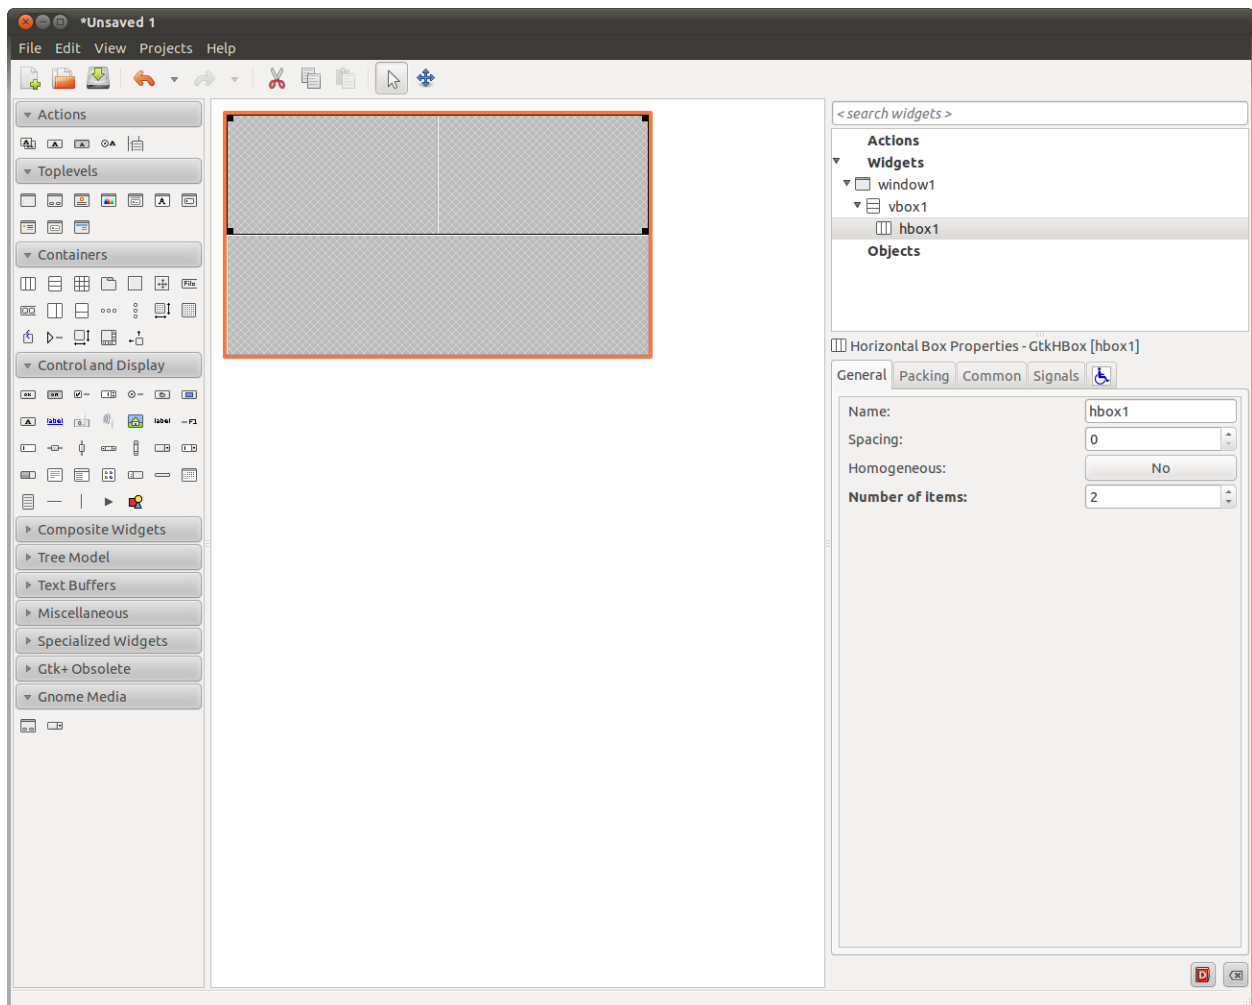 *Unsaved 1
File Edit View Projects Help
Actions
Toplevels
Containers
File
Control and Display
OK
label
label
F1
Composite Widgets
Tree Model
Text Buffers
Miscellaneous
Specialized Widgets
Gtk+ Obsolete
Gnome Media
< search widgets >
Actions
Widgets
window1
vbox1
hbox1
Objects
Horizontal Box Properties - GtkHBox [hbox1]
General Packing Common Signals
Name: hbox1
Spacing: 0
Homogeneous: No
Number of items: 2